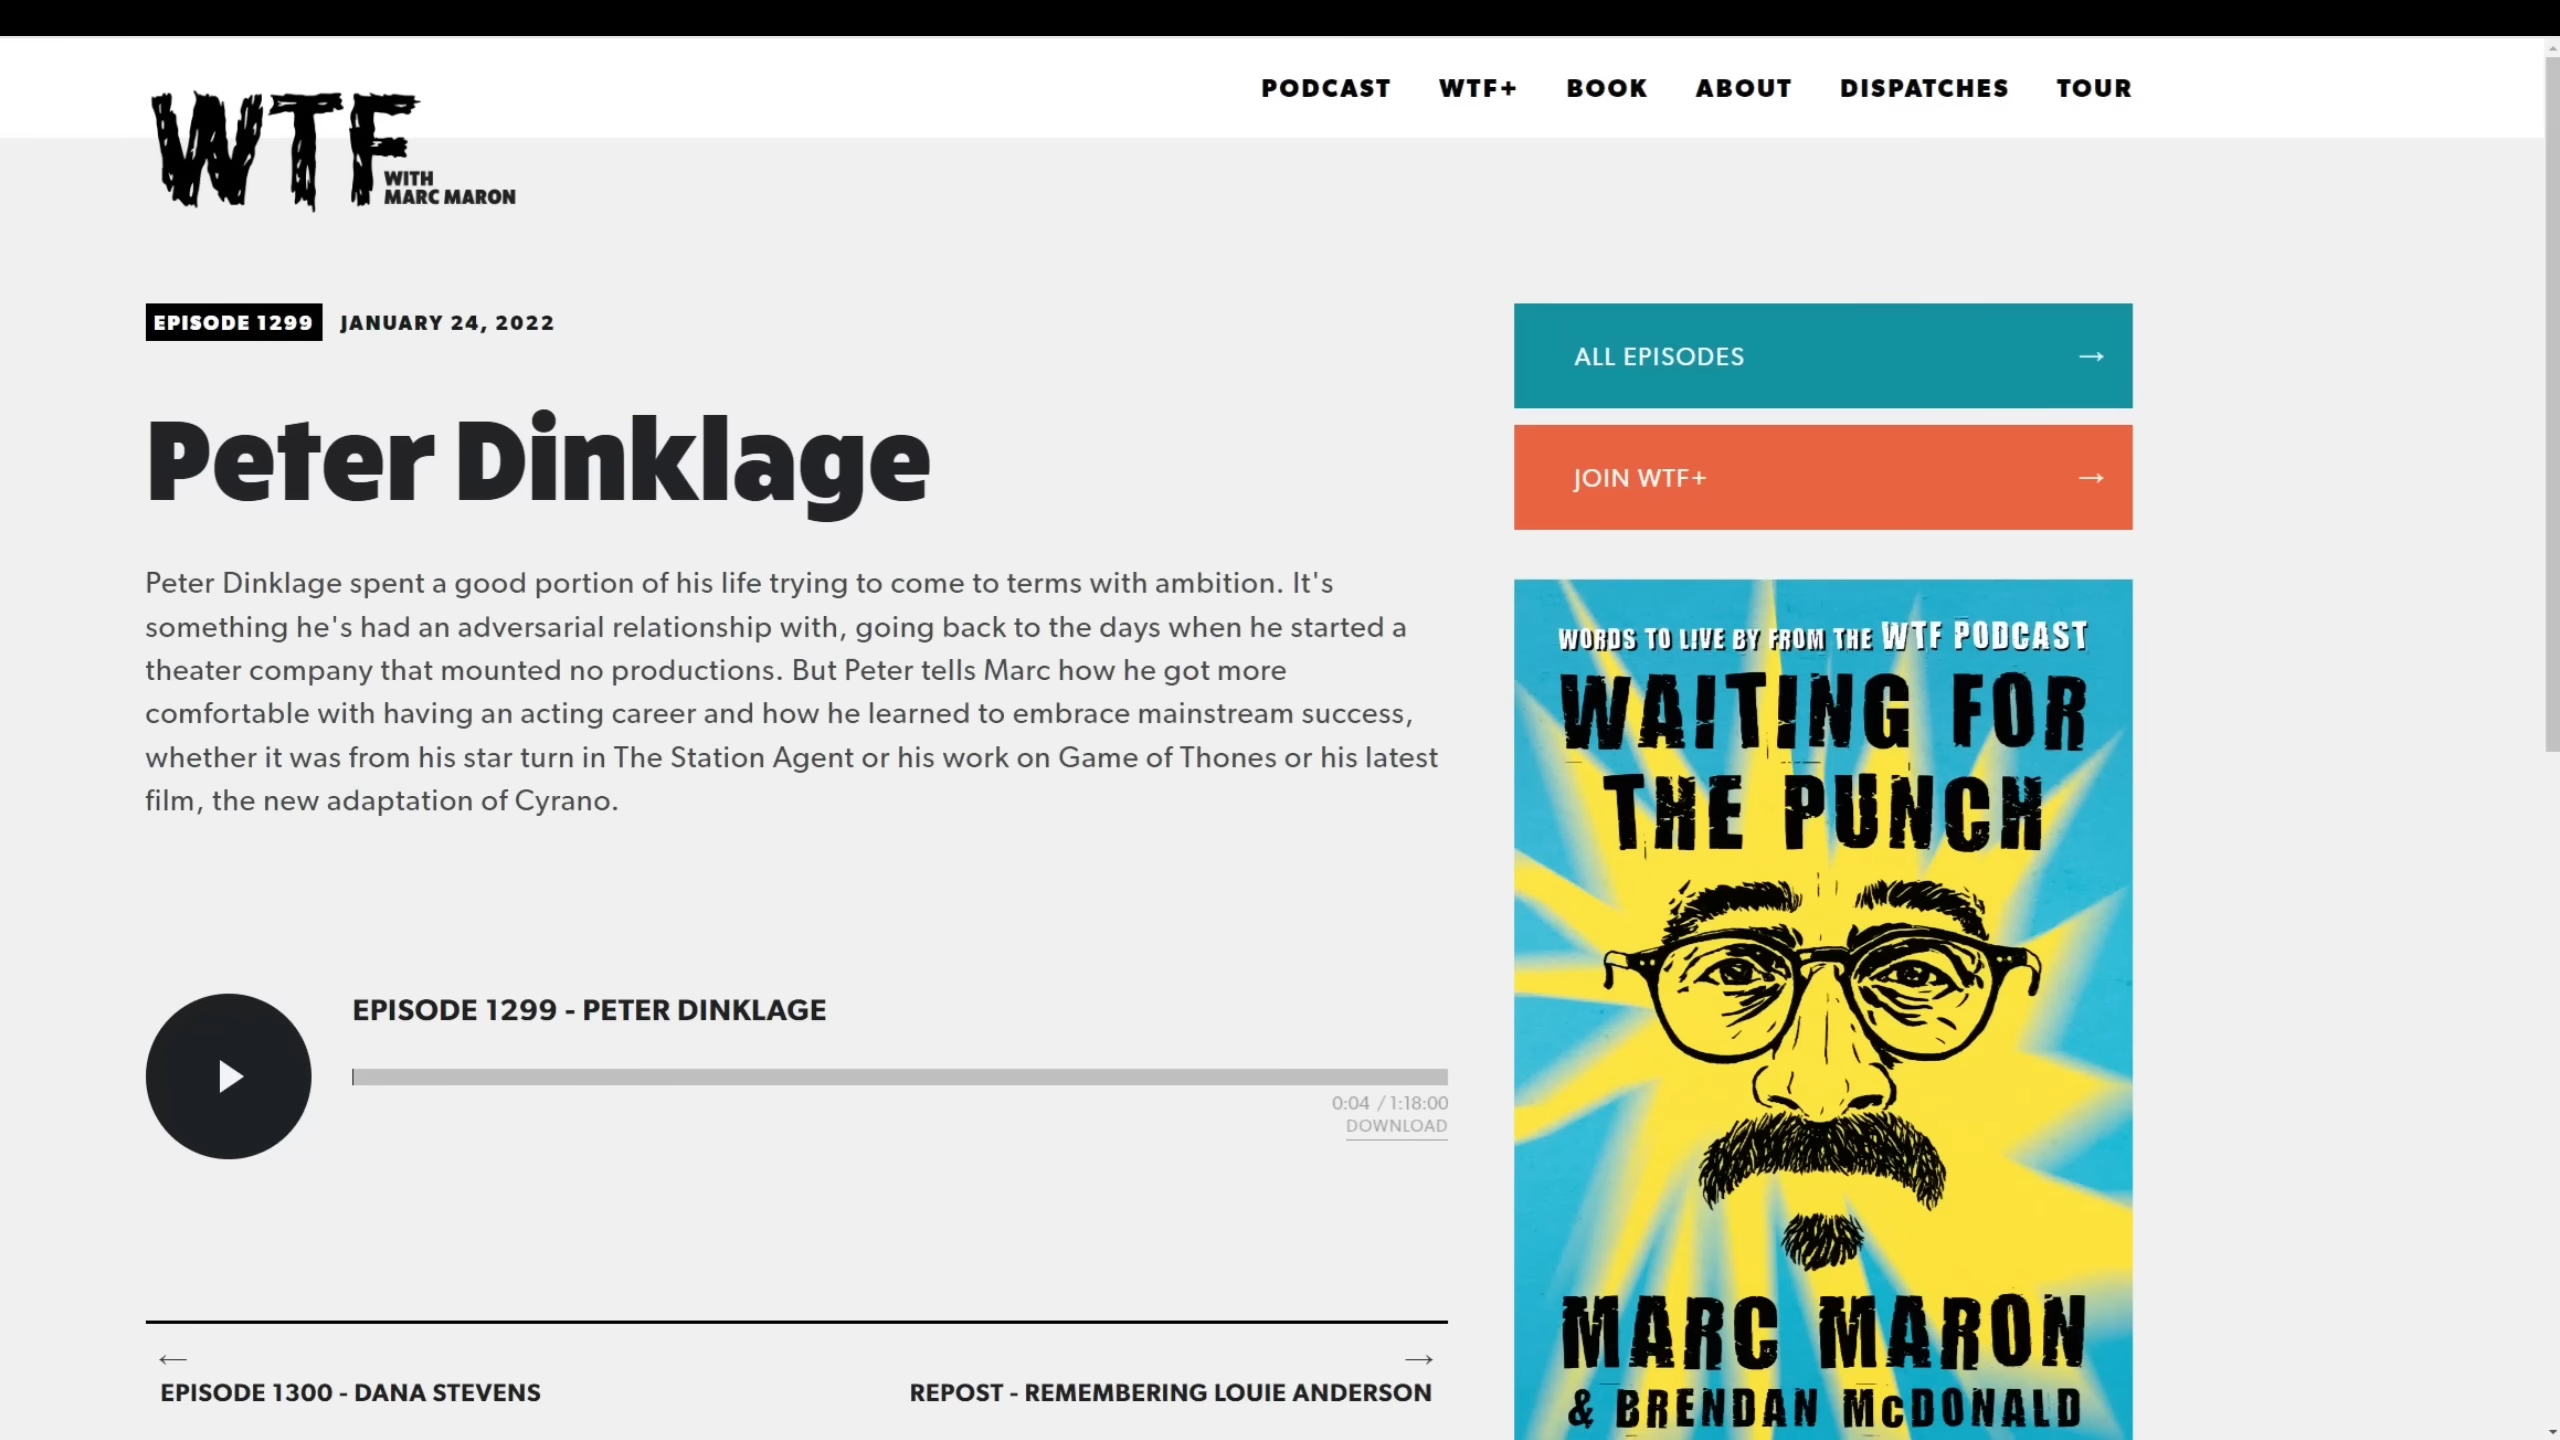 PODCAST WTF+ BOOK ABOUT DISPATCHES TOUR
WTF
WITH
MARC MARON
EPISODE 1299 JANUARY 24, 2022
Peter Dinklage
Peter Dinklage spent a good portion of his life trying to come to terms with ambition. It's
something he's had an adversarial relationship with, going back to the days when he started a
theater company that mounted no productions. But Peter tells Marc how he got more
comfortable with having an acting career and how he learned to embrace mainstream success,
whether it was from his star turn in The Station Agent or his work on Game of Thones or his latest
film, the new adaptation of Cyrano.
EPISODE 1299 - PETER DINKLAGE
0:04 / 1:18:00
DOWNLOAD
←
EPISODE 1300 - DANA STEVENS
→
REPOST - REMEMBERING LOUIE ANDERSON
ALL EPISODES →
JOIN WTF+ →
WORDS TO LIVE BY FROM THE WTF PODCAST
WAITING FOR
THE PUNCH
MARC MARON
& BRENDAN McDONALD